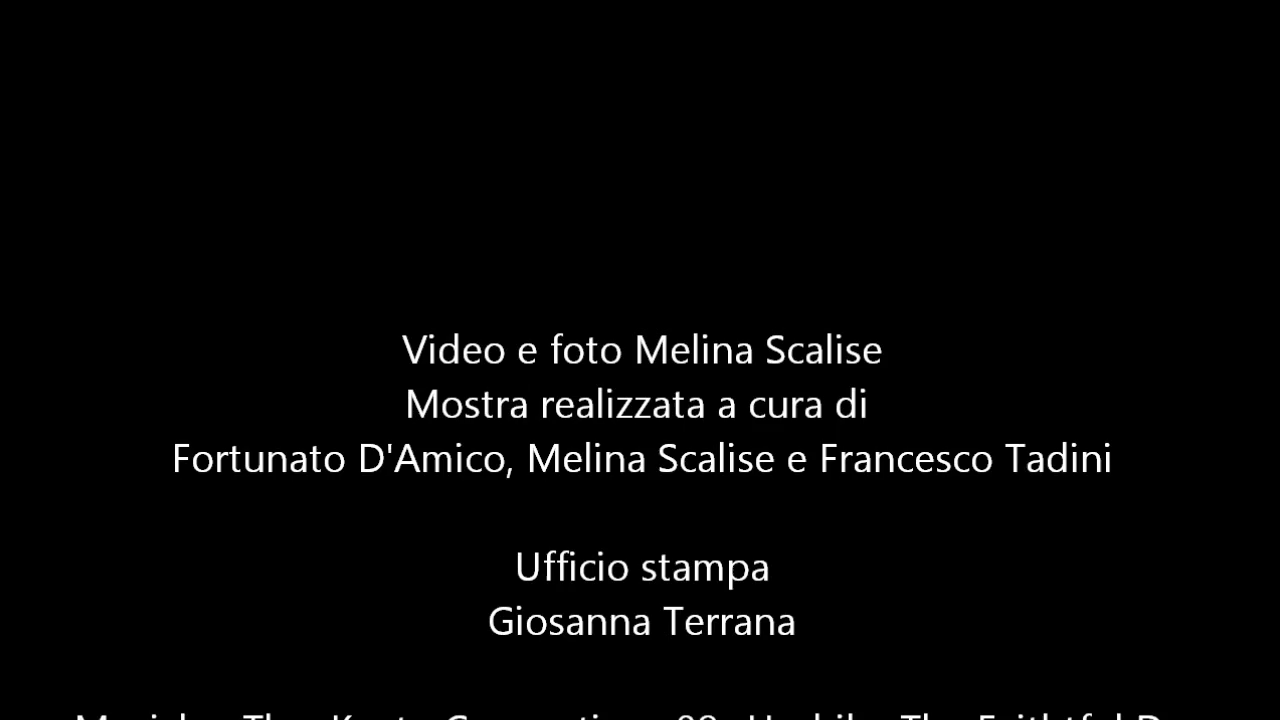 Video e foto Melina Scalise
Mostra realizzata a cura di
Fortunato D'Amico, Melina Scalise e Francesco Tadini
Ufficio stampa
Giosanna Terrana